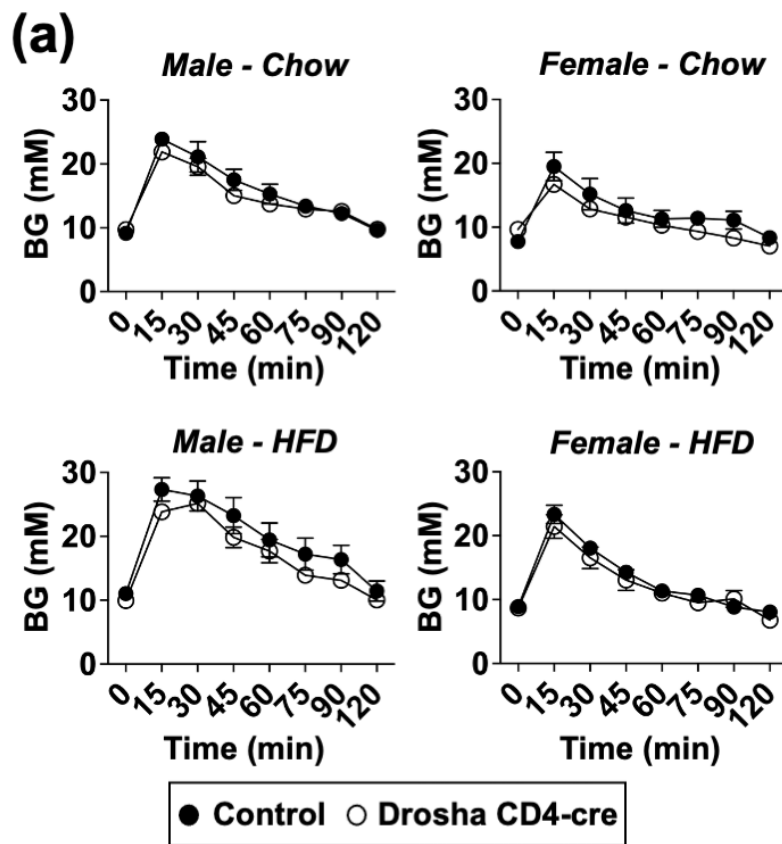 (a)
Male - Chow
30
20
10
0
BG (mM)
0 15 30 45 60 75 90 120
Time (min)
Female - Chow
30
20
10
0
BG (mM)
0 15 30 45 60 75 90 120
Time (min)
Male - HFD
30
20
10
0
BG (mM)
0 15 30 45 60 75 90 120
Time (min)
Female - HFD
30
20
10
0
BG (mM)
0 15 30 45 60 75 90 120
Time (min)
Control Drosha CD4-cre